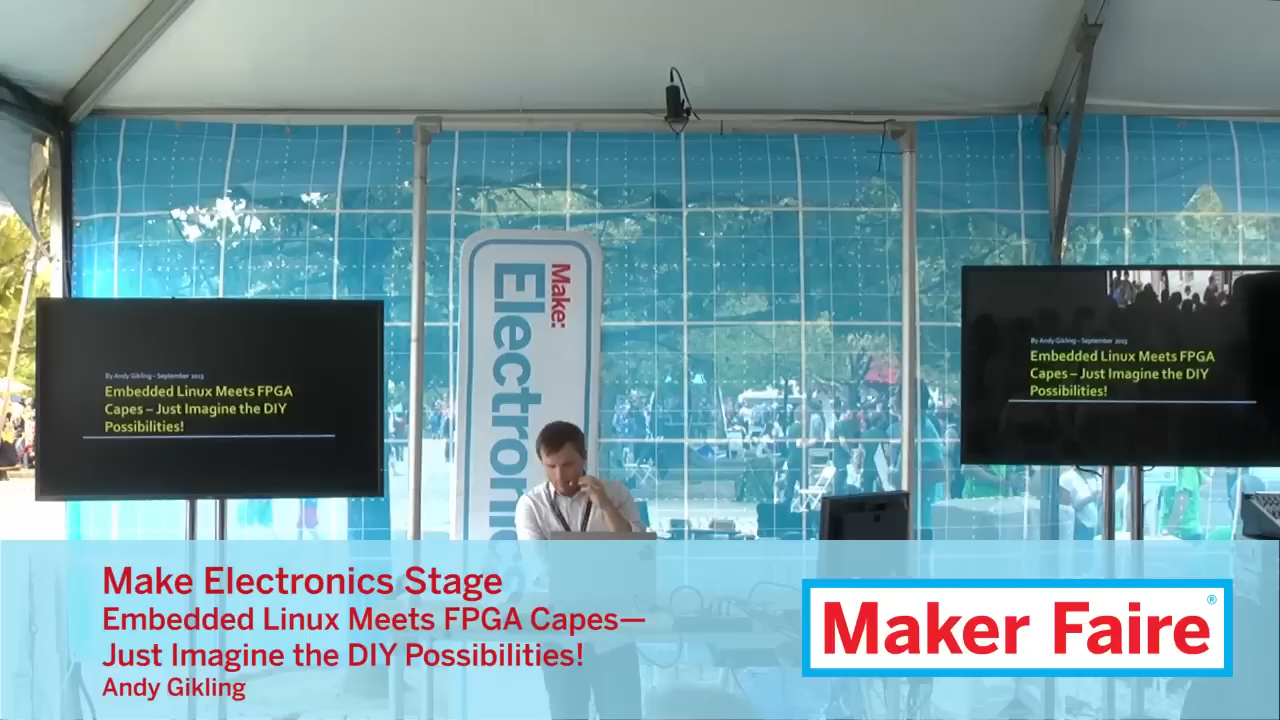 Make:
Electronics
By Andy Gikling – September 2013
Embedded Linux Meets FPGA
Capes – Just Imagine the DIY
Possibilities!
By Andy Gikling – September 2013
Embedded Linux Meets FPGA
Capes – Just Imagine the DIY
Possibilities!
Make Electronics Stage
Embedded Linux Meets FPGA Capes—
Just Imagine the DIY Possibilities!
Andy Gikling
Maker Faire®